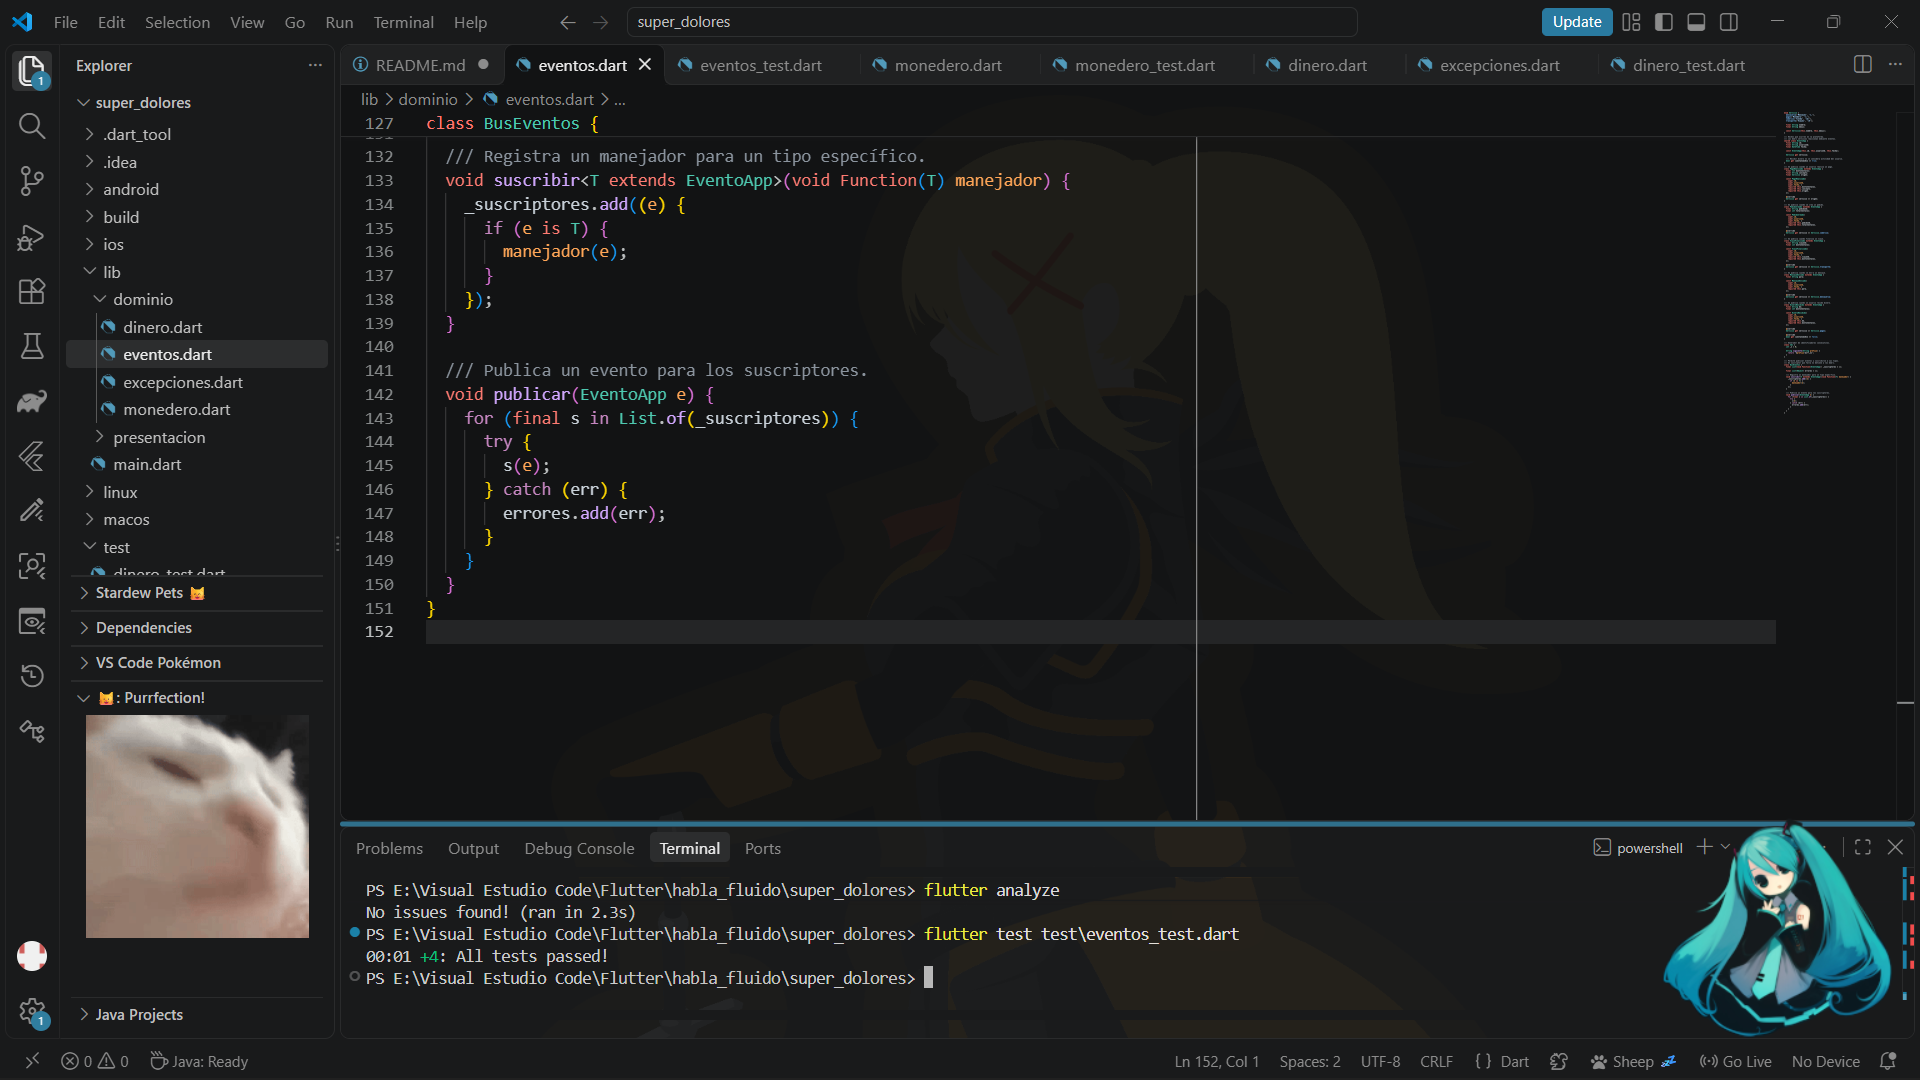 File Edit Selection View Go Run Terminal Help
super_dolores
Update
Explorer
README.md
eventos.dart
eventos_test.dart
monedero.dart
monedero_test.dart
dinero.dart
excepciones.dart
dinero_test.dart
super_dolores
.dart_tool
.idea
android
build
ios
lib
dominio
dinero.dart
eventos.dart
excepciones.dart
monedero.dart
presentacion
main.dart
linux
macos
test
dinero_test.dart
Stardew Pets
Dependencies
VS Code Pokémon
: Purrfection!
Java Projects
1
1
lib > dominio > eventos.dart > ...
127 class BusEventos {
132 /// Registra un manejador para un tipo específico.
133 void suscribir<T extends EventoApp>(void Function(T) manejador) {
134 _suscriptores.add((e) {
135 if (e is T) {
136 manejador(e);
137 }
138 });
139 }
140
141 /// Publica un evento para los suscriptores.
142 void publicar(EventoApp e) {
143 for (final s in List.of(_suscriptores)) {
144 try {
145 s(e);
146 } catch (err) {
147 errores.add(err);
148 }
149 }
150 }
151 }
152
Problems Output Debug Console Terminal Ports
powershell
PS E:\Visual Estudio Code\Flutter\habla_fluido\super_dolores> flutter analyze
No issues found! (ran in 2.3s)
PS E:\Visual Estudio Code\Flutter\habla_fluido\super_dolores> flutter test test\eventos_test.dart
00:01 +4: All tests passed!
PS E:\Visual Estudio Code\Flutter\habla_fluido\super_dolores>
0 0 Java: Ready
Ln 152, Col 1 Spaces: 2 UTF-8 CRLF {} Dart Sheep Go Live No Device